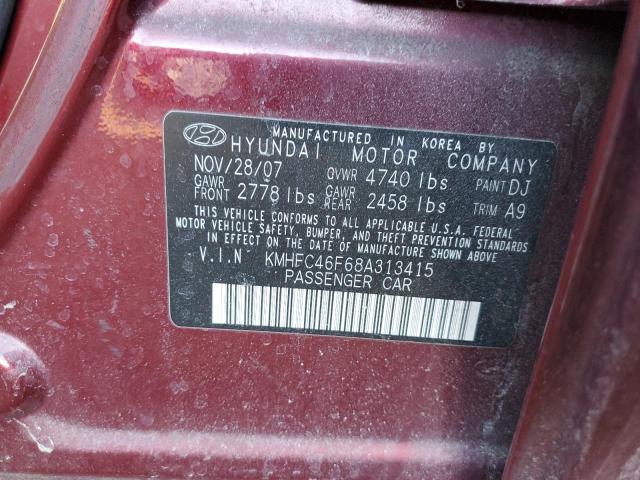 MANUFACTURED IN KOREA BY
HYUNDAI MOTOR COMPANY
NOV/28/07 GVWR 4740 lbs PAINT DJ
GAWR FRONT 2778 lbs GAWR REAR 2458 lbs TRIM A9
THIS VEHICLE CONFORMS TO ALL APPLICABLE U.S.A. FEDERAL
MOTOR VEHICLE SAFETY, BUMPER, AND THEFT PREVENTION STANDARDS
IN EFFECT ON THE DATE OF MANUFACTURE SHOWN ABOVE
V.I.N KMHFC46F68A313415
PASSENGER CAR